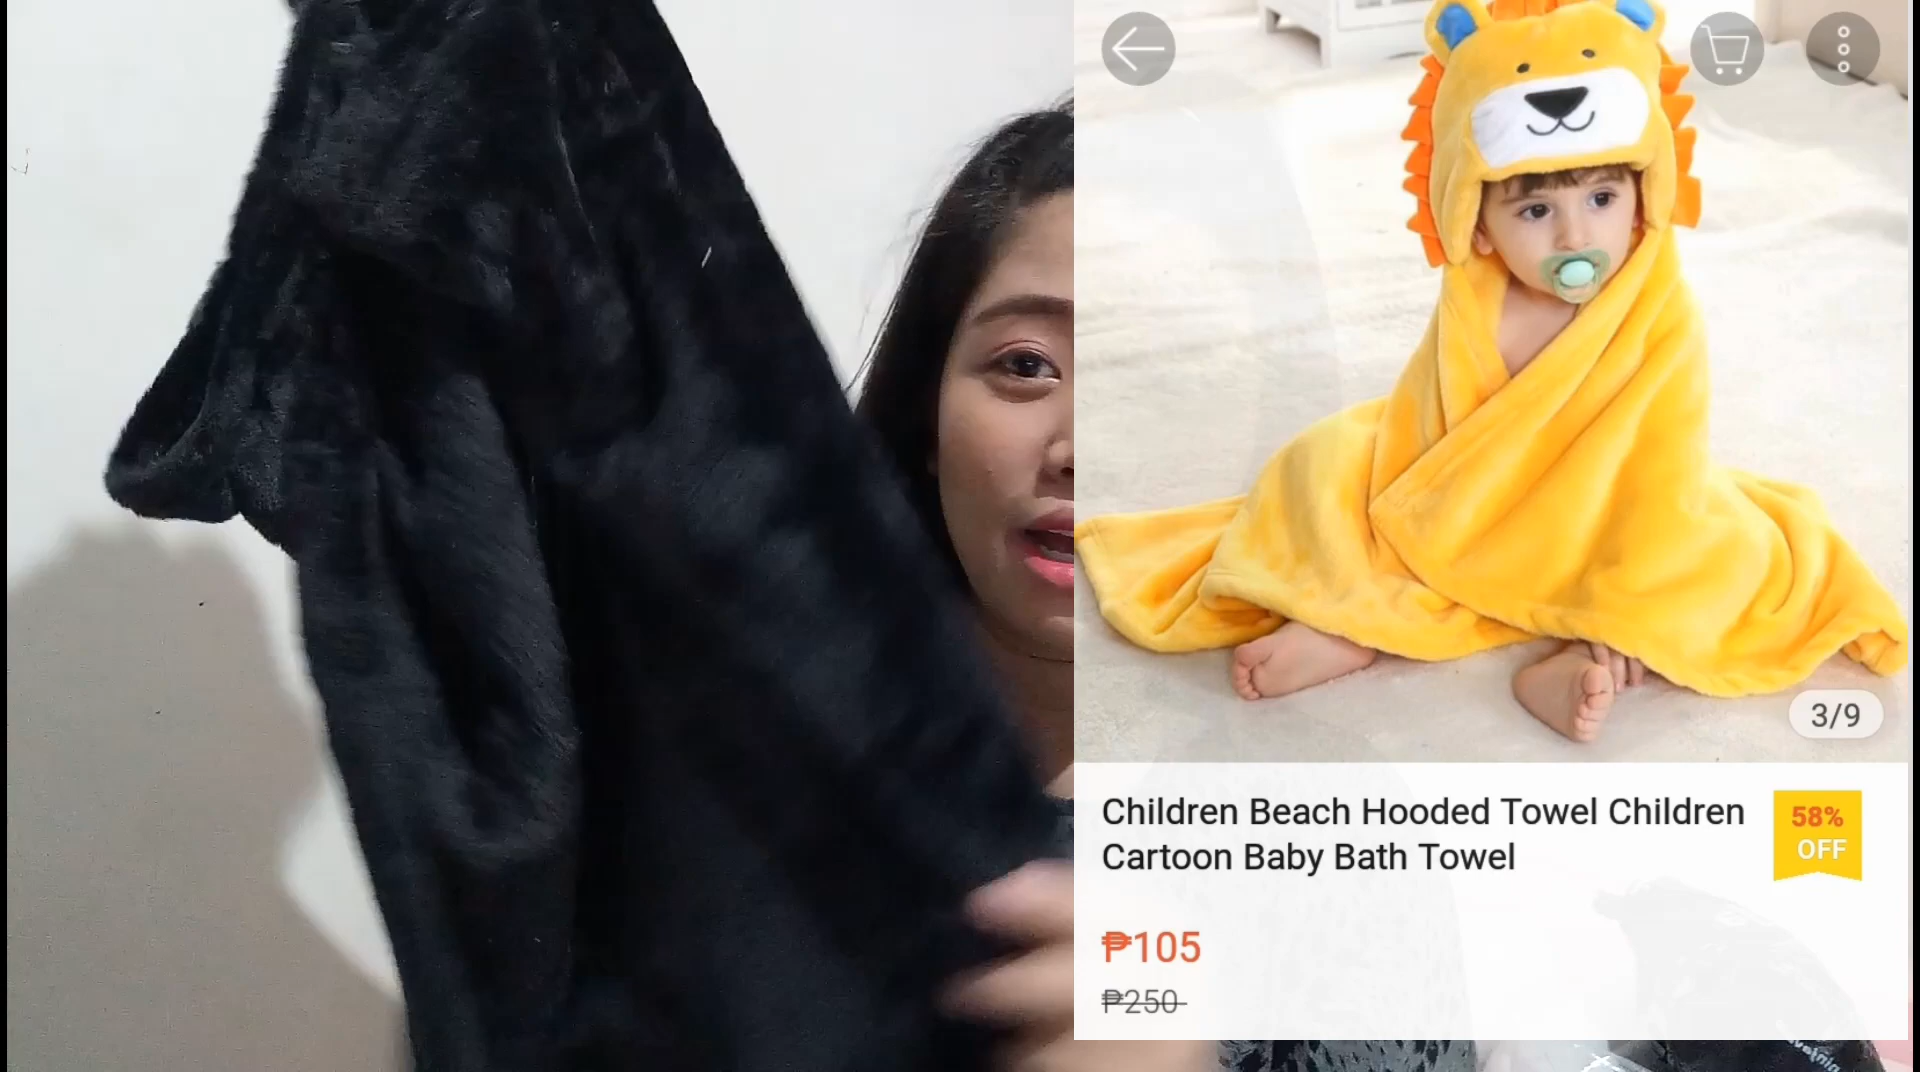 3/9
Children Beach Hooded Towel Children
Cartoon Baby Bath Towel
58%
OFF
₱105
₱250